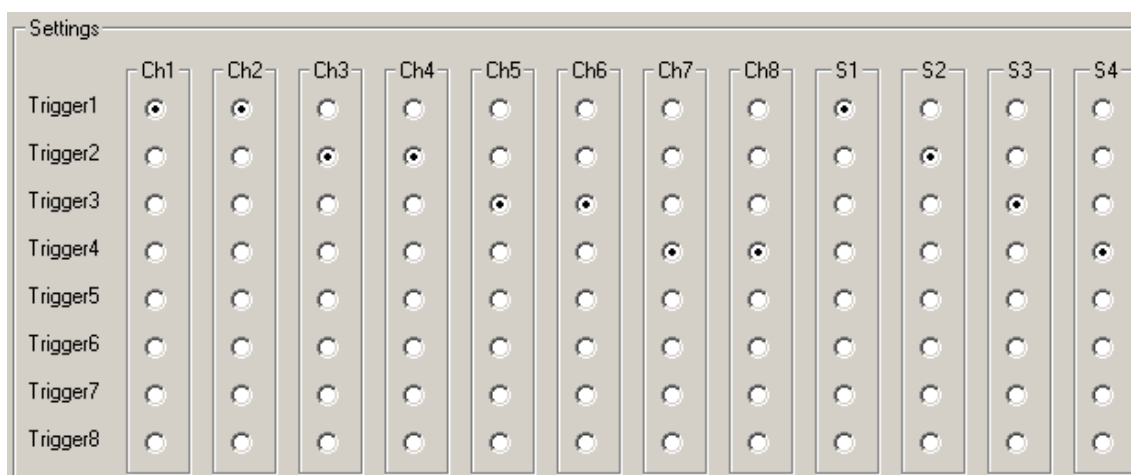 Settings
Ch1 Ch2 Ch3 Ch4 Ch5 Ch6 Ch7 Ch8 S1 S2 S3 S4
Trigger1
Trigger2
Trigger3
Trigger4
Trigger5
Trigger6
Trigger7
Trigger8